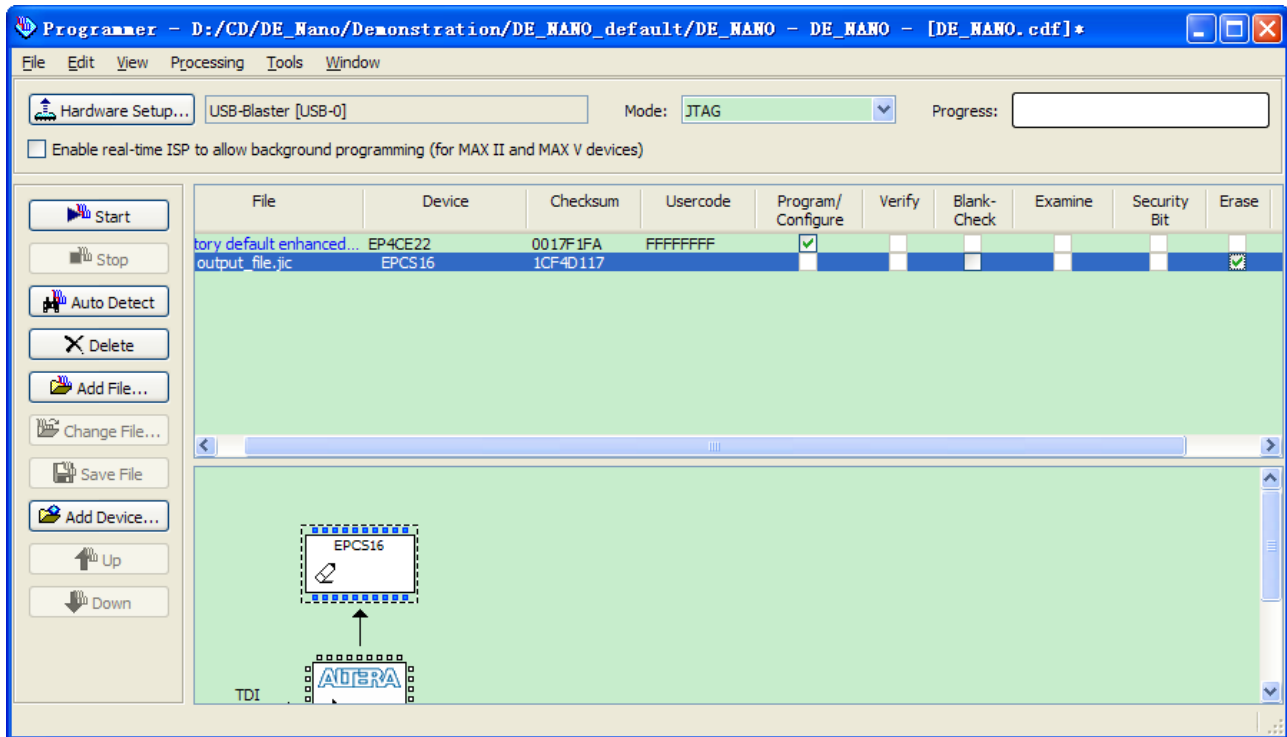 Programmer - D:/CD/DE_Nano/Demonstration/DE_NANO_default/DE_NANO - DE_NANO - [DE_NANO.cdf]*
File Edit View Processing Tools Window
Hardware Setup... USB-Blaster [USB-0] Mode: JTAG Progress:
Enable real-time ISP to allow background programming (for MAX II and MAX V devices)
File Device Checksum Usercode Program/ Verify Blank- Examine Security Erase
Configure Check Bit
Start
tory default enhanced... EP4CE22 0017F1FA FFFFFFFF
output_file.jic EPCS16 1CF4D117
Stop
Auto Detect
Delete
Add File...
Change File...
Save File
Add Device...
Up
Down
EPCS16
ALTERA
TDI